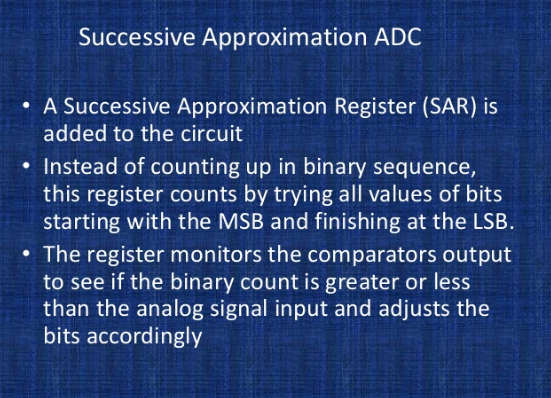 Successive Approximation ADC
• A Successive Approximation Register (SAR) is
added to the circuit
• Instead of counting up in binary sequence,
this register counts by trying all values of bits
starting with the MSB and finishing at the LSB.
• The register monitors the comparators output
to see if the binary count is greater or less
than the analog signal input and adjusts the
bits accordingly